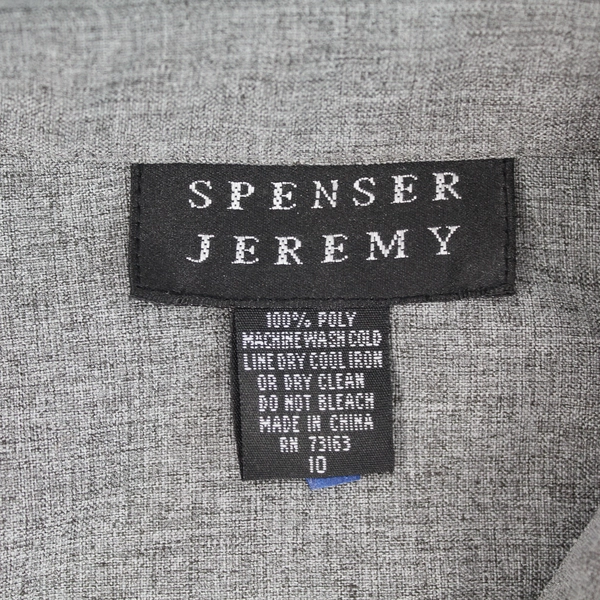 SPENSER
JEREMY
100% POLY
MACHINE WASH COLD
LINE DRY COOL IRON
OR DRY CLEAN
DO NOT BLEACH
MADE IN CHINA
RN 73163
10